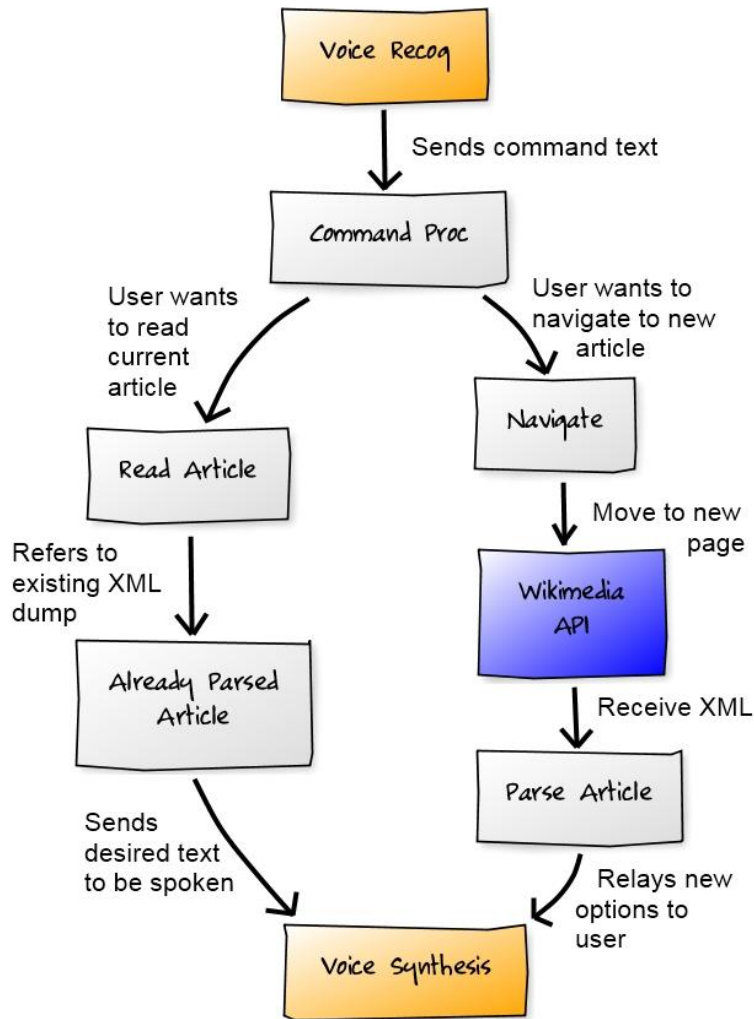 Voice Recog
Sends command text
Command Proc
User wants
to read
current
article
User wants to
navigate to new
article
Read Article
Navigate
Refers to
existing XML
dump
Move to new
page
Wikimedia
API
Already Parsed
Article
Receive XML
Parse Article
Sends
desired text
to be spoken
Relays new
options to
user
Voice Synthesis